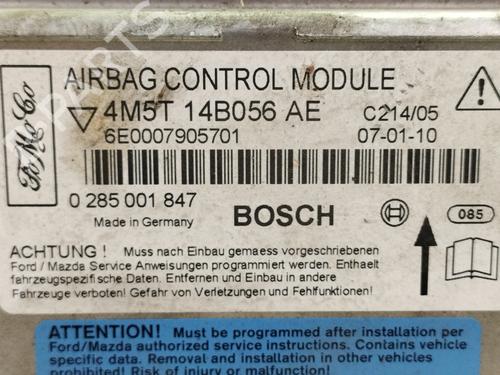 FoMoCo
AIRBAG CONTROL MODULE
4M5T 14B056 AE
C214/05
6E0007905701
07-01-10
0 285 001 847
Made in Germany
BOSCH
085
ACHTUNG ! Muss nach Einbau gemaess vorgeschriebenen
Ford / Mazda Service Anweisungen programmiert werden. Enthaelt
fahrzeugspezifische Daten. Entfernen und Einbau in andere
Fahrzeuge verboten! Gefahr von Verletzungen und Fehlfunktionen!
ATTENTION! Must be programmed after installation per
Ford/Mazda authorized service instructions. Contains vehicle
specific data. Removal and installation in other vehicles
prohibited! Risk of injury or malfunction!